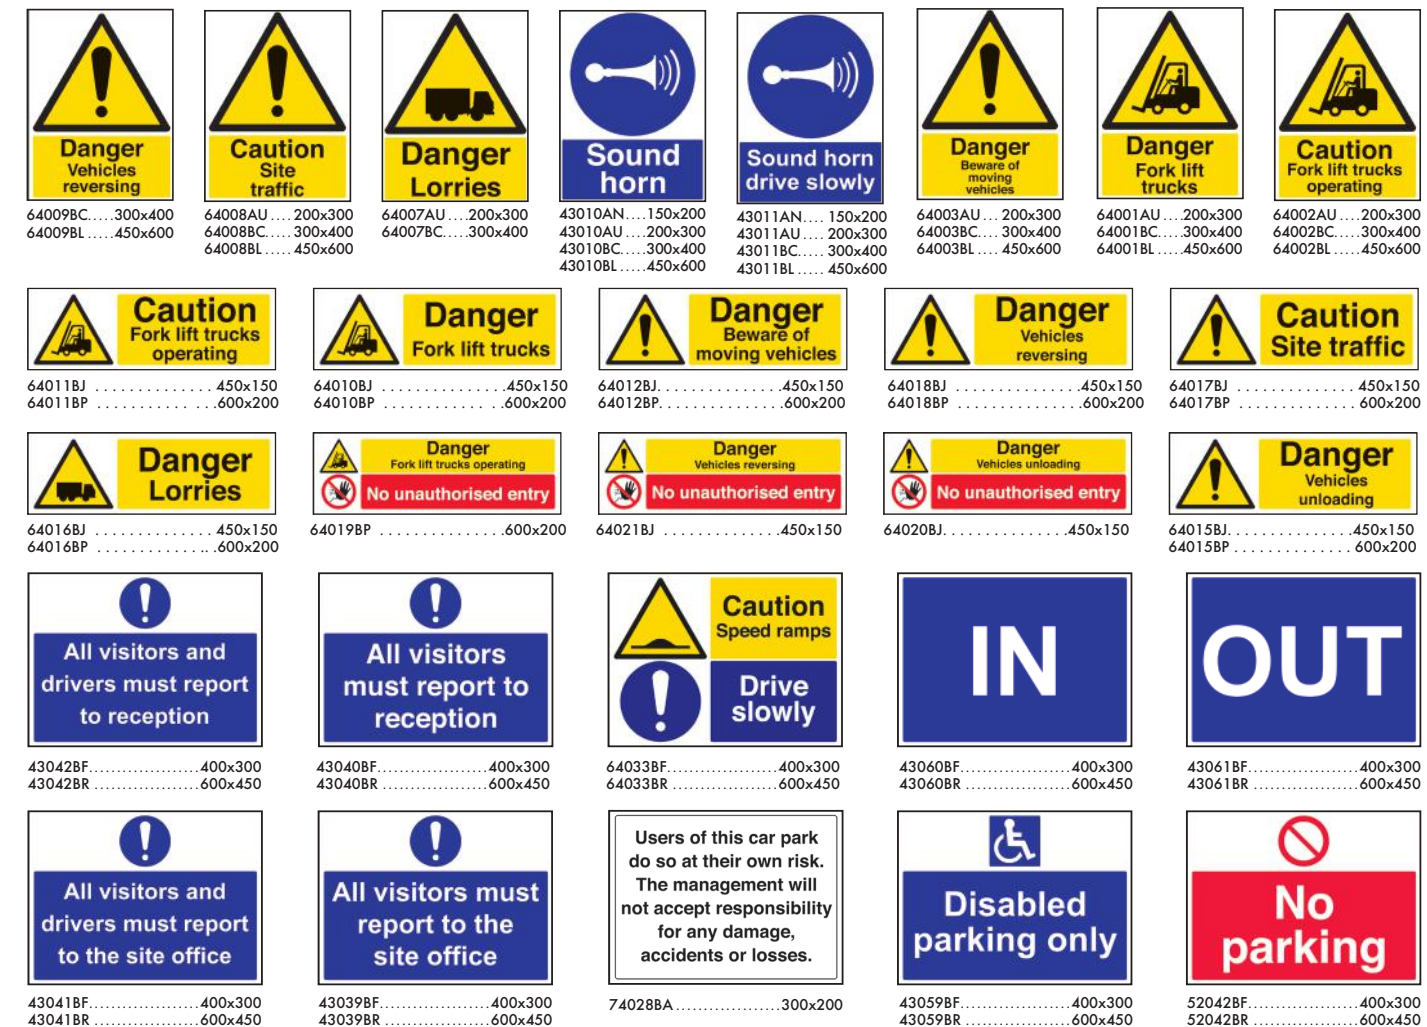 Danger
Vehicles
reversing
64009BC.....300x400
64009BL .....450x600
Caution
Site
traffic
64008AU ....200x300
64008BC.....300x400
64008BL .....450x600
Danger
Lorries
64007AU ....200x300
64007BC.....300x400
Sound
horn
43010AN....150x200
43010AU ....200x300
43010BC.....300x400
43010BL .....450x600
Sound horn
drive slowly
43011AN.... 150x200
43011AU .... 200x300
43011BC..... 300x400
43011BL ..... 450x600
Danger
Beware of
moving
vehicles
64003AU ... 200x300
64003BC.... 300x400
64003BL .... 450x600
Danger
Fork lift
trucks
64001AU ....200x300
64001BC.....300x400
64001BL .....450x600
Caution
Fork lift trucks
operating
64002AU ....200x300
64002BC.....300x400
64002BL .....450x600
Caution
Fork lift trucks
operating
64011BJ .............. 450x150
64011BP .............600x200
Danger
Fork lift trucks
64010BJ ..............450x150
64010BP .............600x200
Danger
Beware of
moving vehicles
64012BJ..............450x150
64012BP..............600x200
Danger
Vehicles
reversing
64018BJ ..............450x150
64018BP ..............600x200
Caution
Site traffic
64017BJ ..............450x150
64017BP ............. 600x200
Danger
Lorries
64016BJ .............. 450x150
64016BP ..............600x200
Danger
Fork lift trucks operating
No unauthorised entry
64019BP ..............600x200
Danger
Vehicles reversing
No unauthorised entry
64021BJ .............450x150
Danger
Vehicles unloading
No unauthorised entry
64020BJ..............450x150
Danger
Vehicles
unloading
64015BJ..............450x150
64015BP ............. 600x200
All visitors and
drivers must report
to reception
43042BF....................400x300
43042BR ...................600x450
All visitors
must report to
reception
43040BF....................400x300
43040BR ...................600x450
Caution
Speed ramps
Drive
slowly
64033BF....................400x300
64033BR ...................600x450
IN
43060BF....................400x300
43060BR ...................600x450
OUT
43061BF....................400x300
43061BR ...................600x450
All visitors and
drivers must report
to the site office
43041BF....................400x300
43041BR ...................600x450
All visitors must
report to the
site office
43039BF....................400x300
43039BR ...................600x450
Users of this car park
do so at their own risk.
The management will
not accept responsibility
for any damage,
accidents or losses.
74028BA...................300x200
Disabled
parking only
43059BF....................400x300
43059BR ...................600x450
No
parking
52042BF....................400x300
52042BR ...................600x450